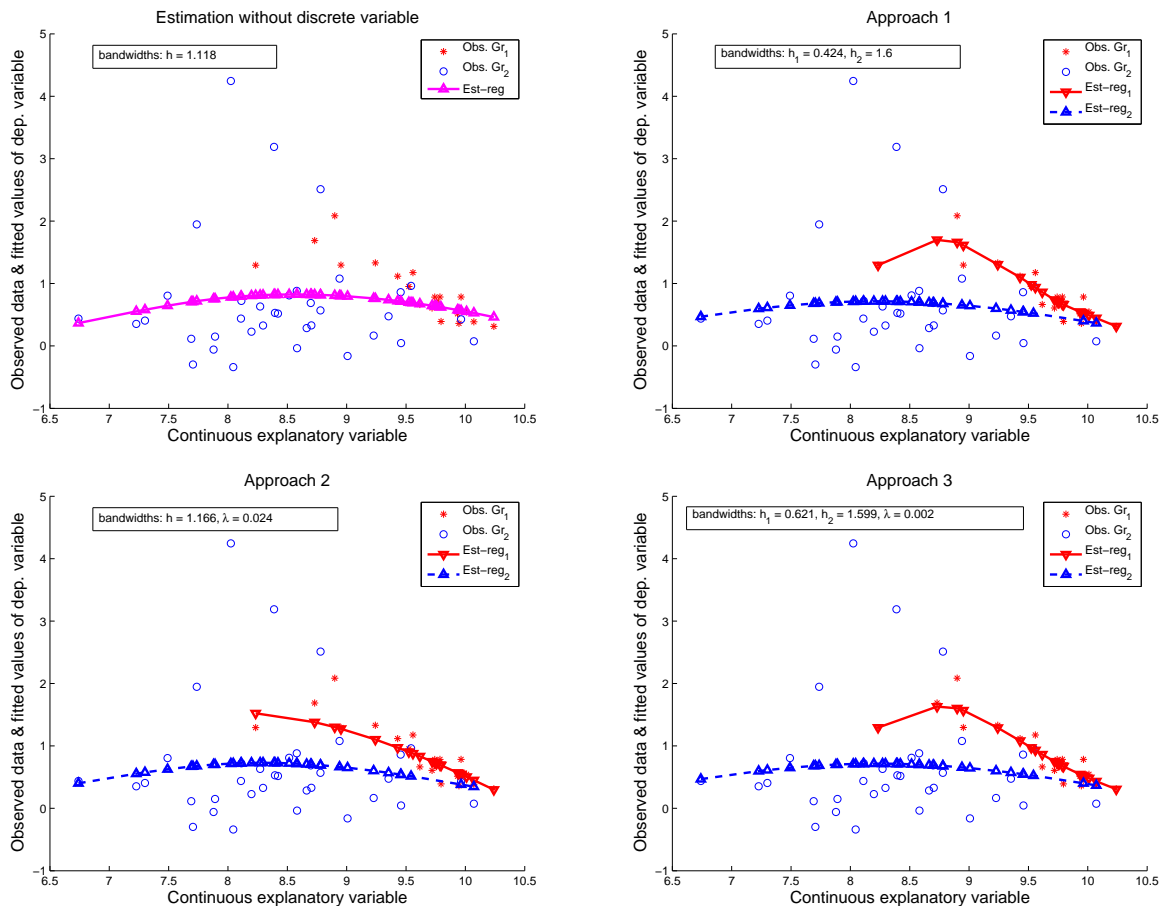 Estimation without discrete variable
bandwidths: h = 1.118
Obs. Gr1
Obs. Gr2
Est−reg
Observed data & fitted values of dep. variable
5
4
3
2
1
0
−1
6.5 7 7.5 8 8.5 9 9.5 10 10.5
Continuous explanatory variable
Approach 1
bandwidths: h1 = 0.424, h2 = 1.6
Obs. Gr1
Obs. Gr2
Est−reg1
Est−reg2
Observed data & fitted values of dep. variable
5
4
3
2
1
0
−1
6.5 7 7.5 8 8.5 9 9.5 10 10.5
Continuous explanatory variable
Approach 2
bandwidths: h = 1.166, λ = 0.024
Obs. Gr1
Obs. Gr2
Est−reg1
Est−reg2
Observed data & fitted values of dep. variable
5
4
3
2
1
0
−1
6.5 7 7.5 8 8.5 9 9.5 10 10.5
Continuous explanatory variable
Approach 3
bandwidths: h1 = 0.621, h2 = 1.599, λ = 0.002
Obs. Gr1
Obs. Gr2
Est−reg1
Est−reg2
Observed data & fitted values of dep. variable
5
4
3
2
1
0
−1
6.5 7 7.5 8 8.5 9 9.5 10 10.5
Continuous explanatory variable